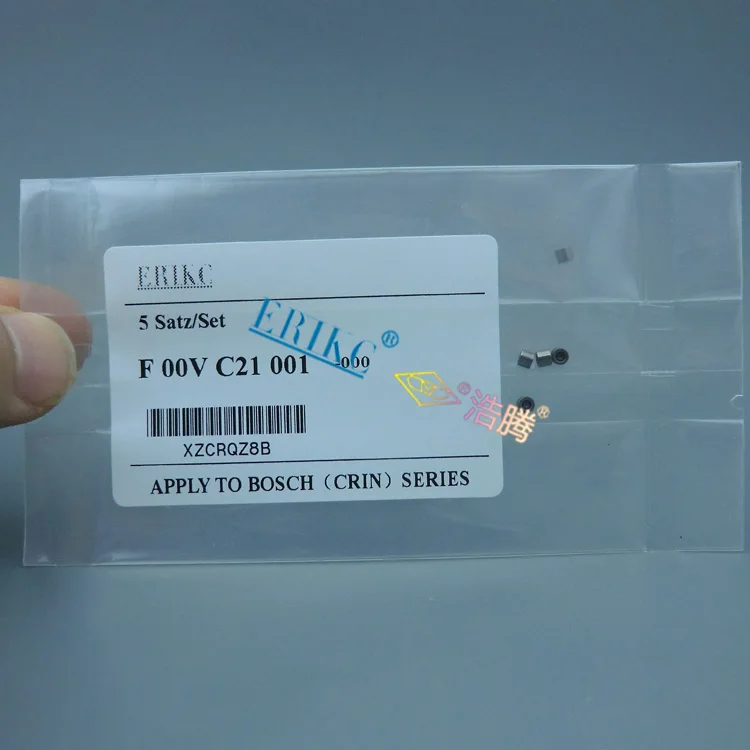 ERIKC
5 Satz/Set
ERIKC®
F 00V C21 001 -000
®浩腾®
XZCRQZ8B
APPLY TO BOSCH（CRIN）SERIES